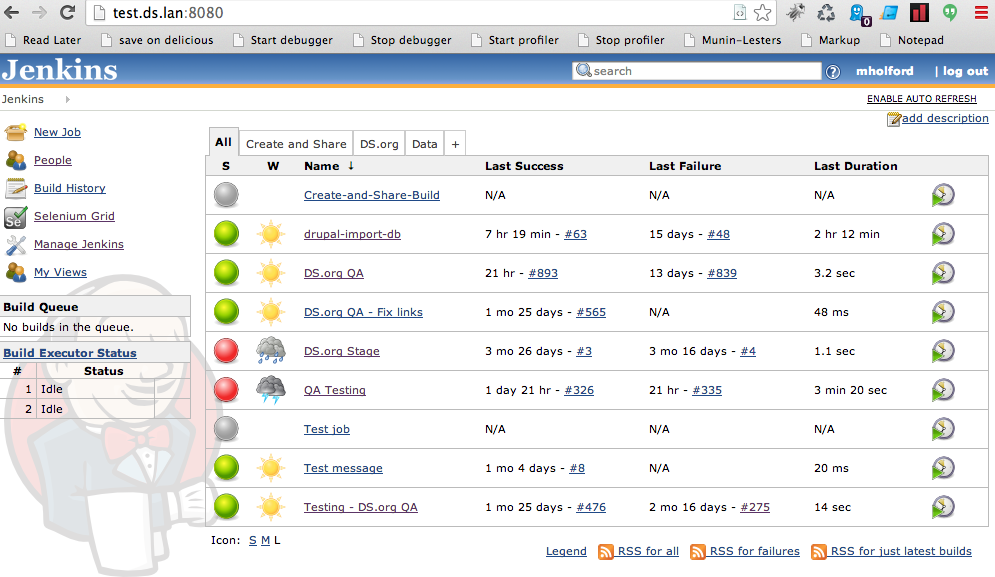 test.ds.lan:8080
0
Read Later save on delicious Start debugger Stop debugger Start profiler Stop profiler Munin-Lesters Markup Notepad
Jenkins search ? mholford | log out
Jenkins ENABLE AUTO REFRESH
add description
New Job
People
Build History
Se Selenium Grid
Manage Jenkins
My Views
Build Queue
No builds in the queue.
Build Executor Status
# Status
1 Idle
2 Idle
All Create and Share DS.org Data +
S W Name ↓ Last Success Last Failure Last Duration
Create-and-Share-Build N/A N/A N/A
drupal-import-db 7 hr 19 min - #63 15 days - #48 2 hr 12 min
DS.org QA 21 hr - #893 13 days - #839 3.2 sec
DS.org QA - Fix links 1 mo 25 days - #565 N/A 48 ms
DS.org Stage 3 mo 26 days - #3 3 mo 16 days - #4 1.1 sec
QA Testing 1 day 21 hr - #326 21 hr - #335 3 min 20 sec
Test job N/A N/A N/A
Test message 1 mo 4 days - #8 N/A 20 ms
Testing - DS.org QA 1 mo 25 days - #476 2 mo 16 days - #275 14 sec
Icon: S M L
Legend RSS for all RSS for failures RSS for just latest builds